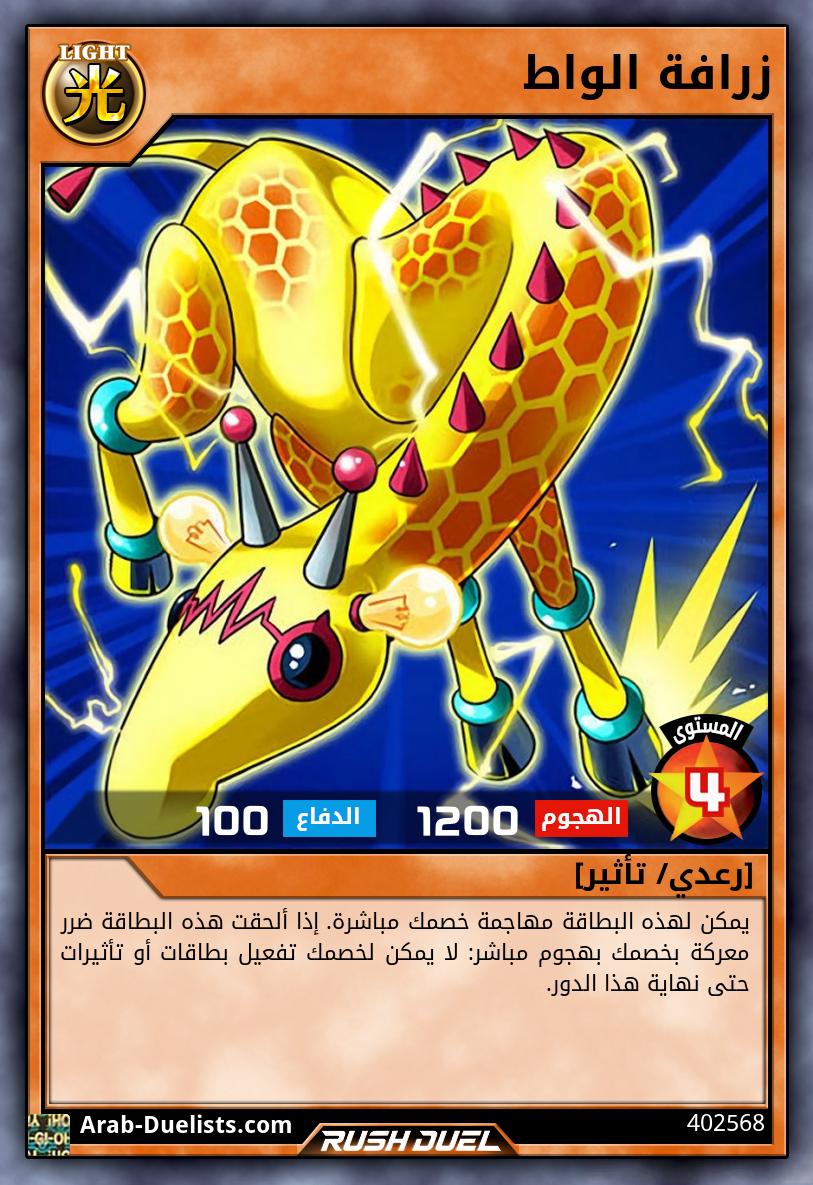 LIGHT
光
زرافة الواط
المستوى
4
الهجوم 1200 الدفاع 100
[رعدي/ تأثير]
يمكن لهذه البطاقة مهاجمة خصمك مباشرة. إذا ألحقت هذه البطاقة ضرر
معركة بخصمك بهجوم مباشر: لا يمكن لخصمك تفعيل بطاقات أو تأثيرات
حتى نهاية هذا الدور.
Arab-Duelists.com
RUSH DUEL
402568